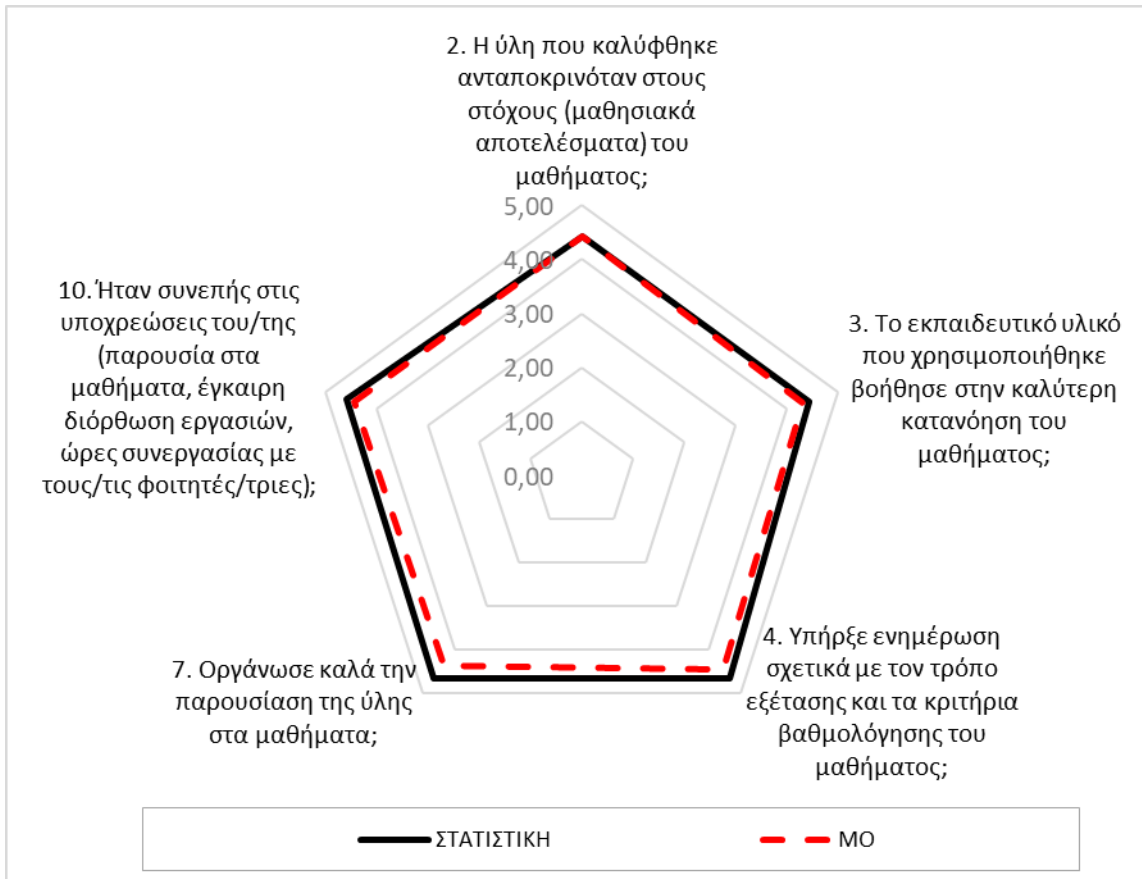 2. Η ύλη που καλύφθηκε
ανταποκρινόταν στους
στόχους (μαθησιακά
αποτελέσματα) του
μαθήματος;
5,00
4,00
3,00
2,00
1,00
0,00
10. Ήταν συνεπής στις
υποχρεώσεις του/της
(παρουσία στα
μαθήματα, έγκαιρη
διόρθωση εργασιών,
ώρες συνεργασίας με
τους/τις φοιτητές/τριες);
3. Το εκπαιδευτικό υλικό
που χρησιμοποιήθηκε
βοήθησε στην καλύτερη
κατανόηση του
μαθήματος;
7. Οργάνωσε καλά την
παρουσίαση της ύλης
στα μαθήματα;
4. Υπήρξε ενημέρωση
σχετικά με τον τρόπο
εξέτασης και τα κριτήρια
βαθμολόγησης του
μαθήματος;
ΣΤΑΤΙΣΤΙΚΗ
ΜΟ